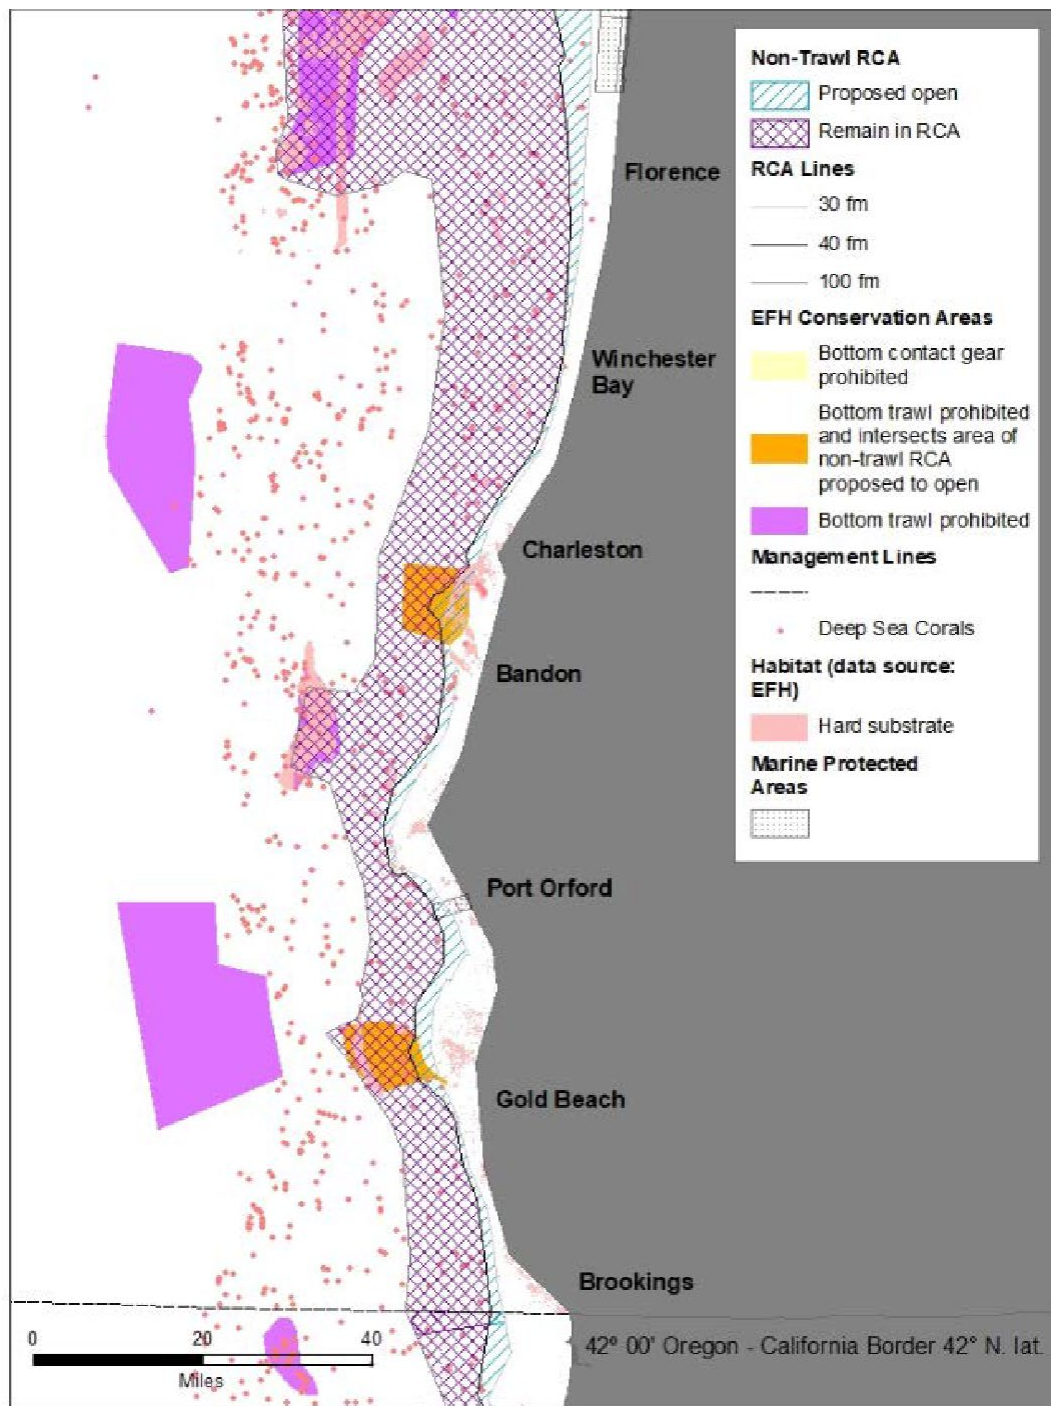 Non-Trawl RCA
Proposed open
Remain in RCA
RCA Lines
30 fm
40 fm
100 fm
EFH Conservation Areas
Bottom contact gear
prohibited
Bottom trawl prohibited
and intersects area of
non-trawl RCA
proposed to open
Bottom trawl prohibited
Management Lines
Deep Sea Corals
Habitat (data source:
EFH)
Hard substrate
Marine Protected
Areas
Florence
Winchester
Bay
Charleston
Bandon
Port Orford
Gold Beach
Brookings
42º 00' Oregon - California Border 42° N. lat.
0 20 40
Miles